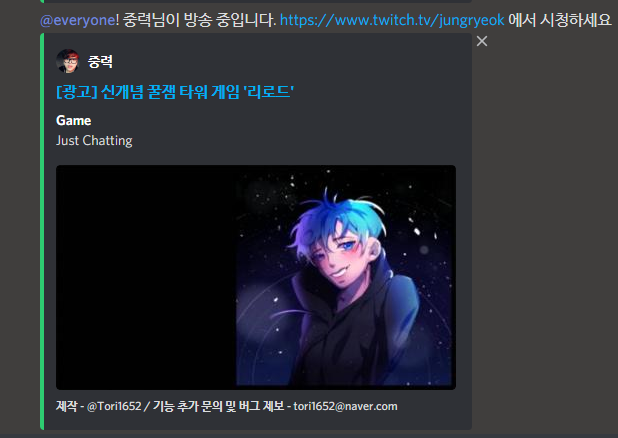 @everyone! 중력님이 방송 중입니다. https://www.twitch.tv/jungryeok 에서 시청하세요
중력
[광고] 신개념 꿀잼 타워 게임 '리로드'
Game
Just Chatting
제작 - @Tori1652 / 기능 추가 문의 및 버그 제보 - tori1652@naver.com